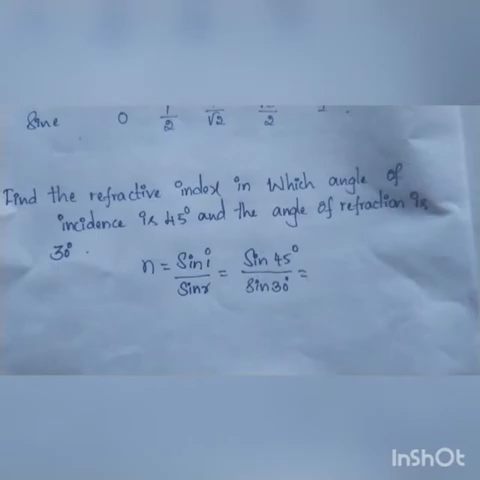 Sine 0 1/2 1/√2 /2
Find the refractive index in which angle of
incidence is 45° and the angle of refraction is
30°.
n = Sin i / Sin r = Sin 45° / Sin 30° =
InShOt